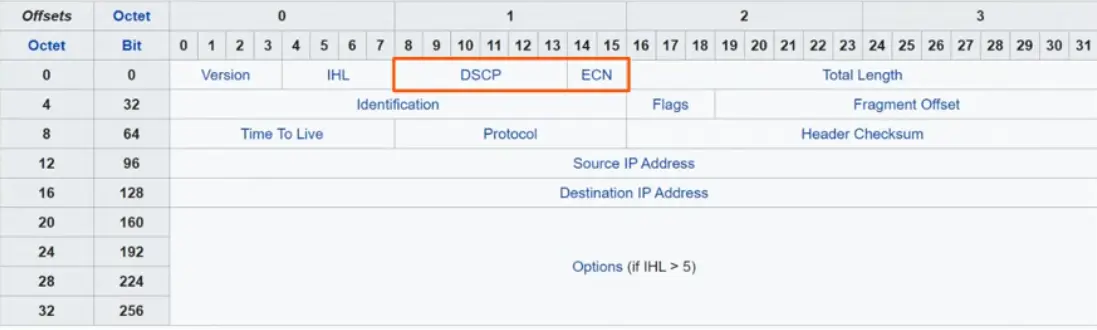 Offsets Octet 0 1 2 3
Octet Bit 0 1 2 3 4 5 6 7 8 9 10 11 12 13 14 15 16 17 18 19 20 21 22 23 24 25 26 27 28 29 30 31
0 0 Version IHL DSCP ECN Total Length
4 32 Identification Flags Fragment Offset
8 64 Time To Live Protocol Header Checksum
12 96 Source IP Address
16 128 Destination IP Address
20 160
24 192
Options (if IHL > 5)
28 224
32 256